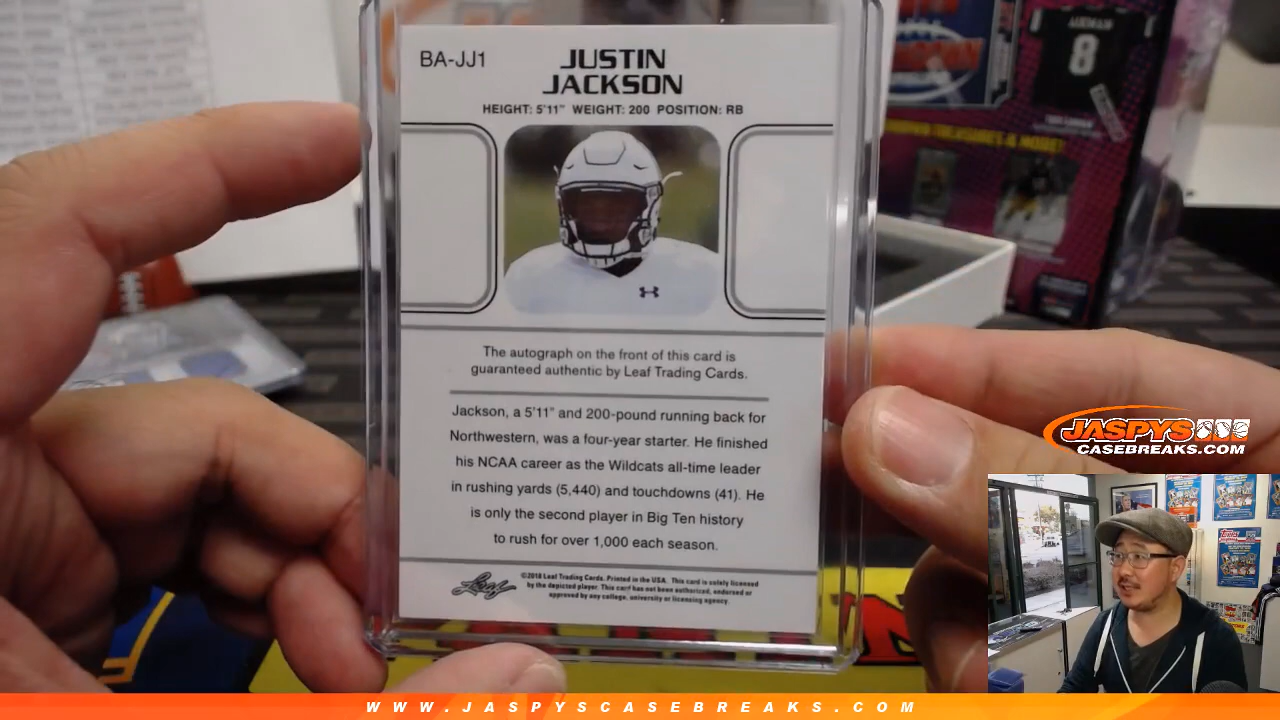 BA-JJ1
JUSTIN
JACKSON
HEIGHT: 5'11" WEIGHT: 200 POSITION: RB
The autograph on the front of this card is
guaranteed authentic by Leaf Trading Cards.
Jackson, a 5'11" and 200-pound running back for
Northwestern, was a four-year starter. He finished
his NCAA career as the Wildcats all-time leader
in rushing yards (5,440) and touchdowns (41). He
is only the second player in Big Ten history
to rush for over 1,000 each season.
Leaf
©2018 Leaf Trading Cards. Printed in the USA. This card is solely licensed
by the depicted player. This card has not been authorized, endorsed or
approved by any college, university or licensing agency.
8
& MORE!
JASPYS
CASEBREAKS.COM
Topps
WWW.JASPYSCASEBREAKS.COM